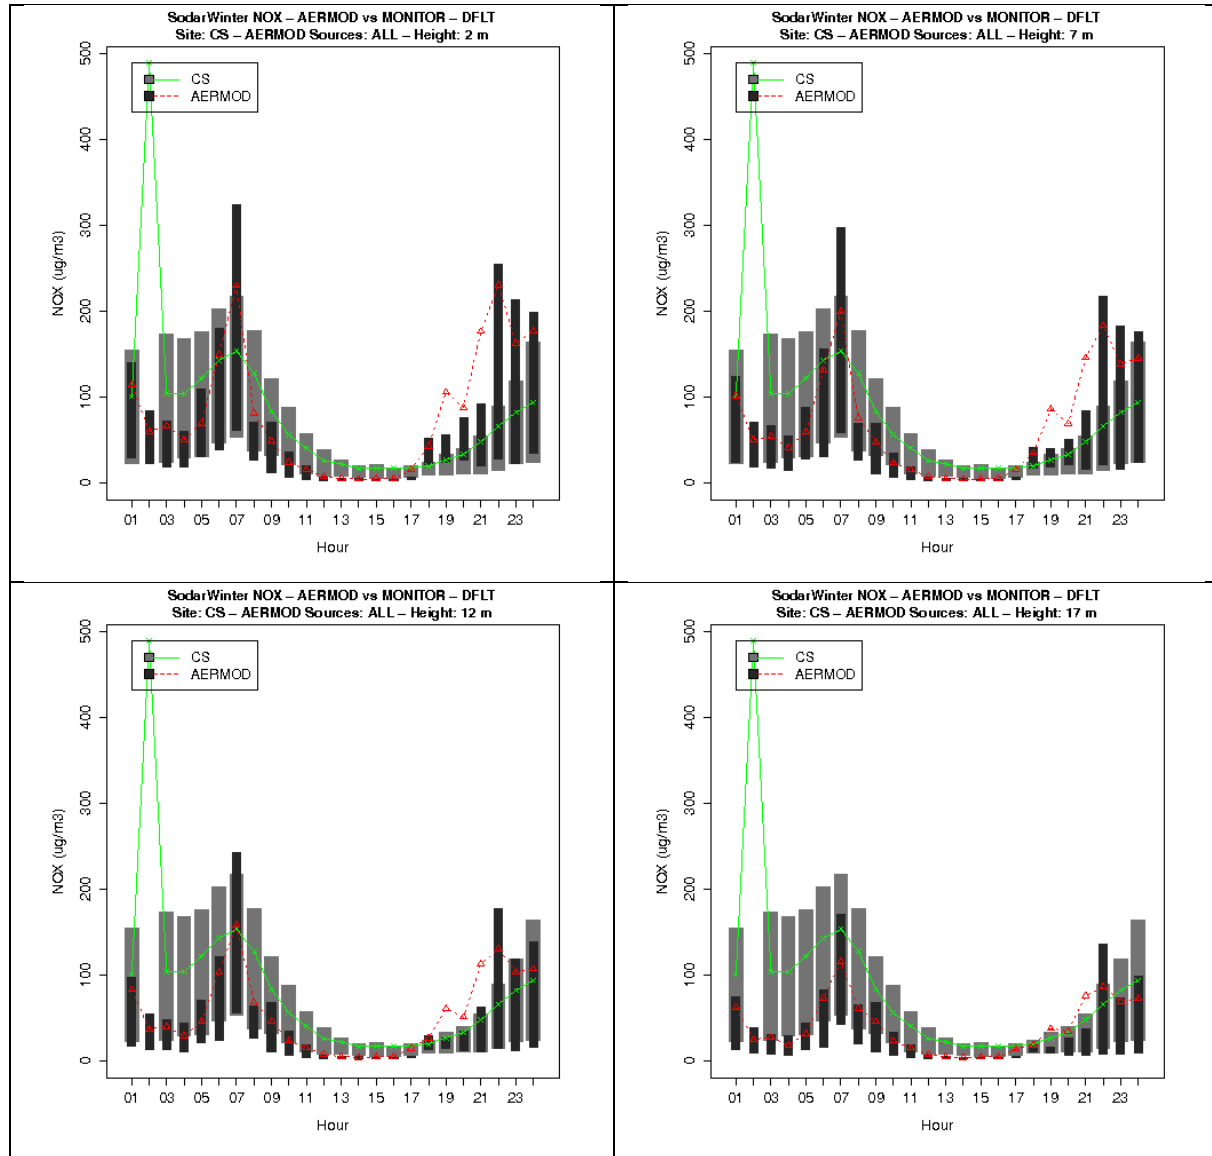 SodarWinter NOX – AERMOD vs MONITOR – DFLT
Site: CS – AERMOD Sources: ALL – Height: 2 m
500
400
300
200
100
0
NOX (ug/m3)
CS
AERMOD
01 03 05 07 09 11 13 15 17 19 21 23
Hour
SodarWinter NOX – AERMOD vs MONITOR – DFLT
Site: CS – AERMOD Sources: ALL – Height: 7 m
500
400
300
200
100
0
NOX (ug/m3)
CS
AERMOD
01 03 05 07 09 11 13 15 17 19 21 23
Hour
SodarWinter NOX – AERMOD vs MONITOR – DFLT
Site: CS – AERMOD Sources: ALL – Height: 12 m
500
400
300
200
100
0
NOX (ug/m3)
CS
AERMOD
01 03 05 07 09 11 13 15 17 19 21 23
Hour
SodarWinter NOX – AERMOD vs MONITOR – DFLT
Site: CS – AERMOD Sources: ALL – Height: 17 m
500
400
300
200
100
0
NOX (ug/m3)
CS
AERMOD
01 03 05 07 09 11 13 15 17 19 21 23
Hour